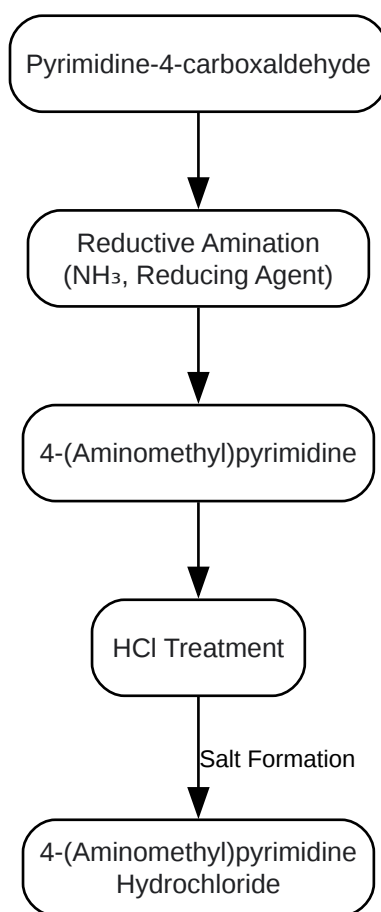 Pyrimidine-4-carboxaldehyde
Reductive Amination
(NH₃, Reducing Agent)
4-(Aminomethyl)pyrimidine
HCl Treatment
Salt Formation
4-(Aminomethyl)pyrimidine
Hydrochloride